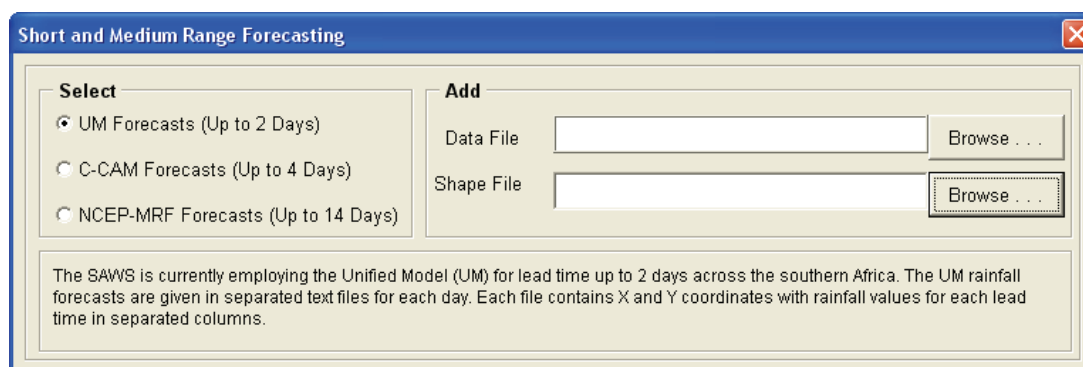 Short and Medium Range Forecasting
Select
UM Forecasts (Up to 2 Days)
C-CAM Forecasts (Up to 4 Days)
NCEP-MRF Forecasts (Up to 14 Days)
Add
Data File
Browse . . .
Shape File
Browse . . .
The SAWS is currently employing the Unified Model (UM) for lead time up to 2 days across the southern Africa. The UM rainfall
forecasts are given in separated text files for each day. Each file contains X and Y coordinates with rainfall values for each lead
time in separated columns.